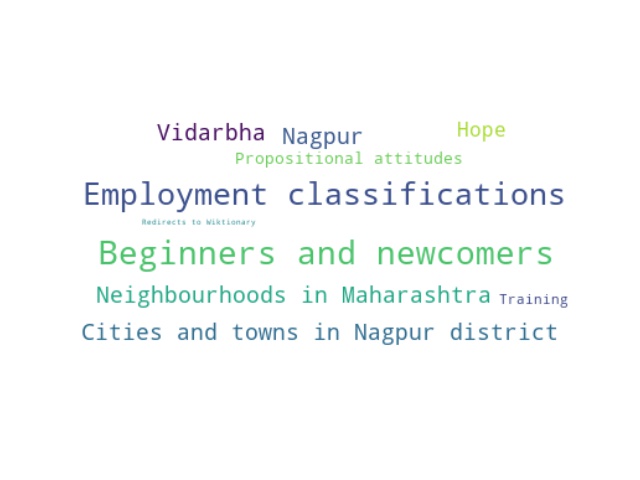 Vidarbha Nagpur Hope
Propositional attitudes
Employment classifications
Redirects to Wiktionary
Beginners and newcomers
Neighbourhoods in Maharashtra Training
Cities and towns in Nagpur district